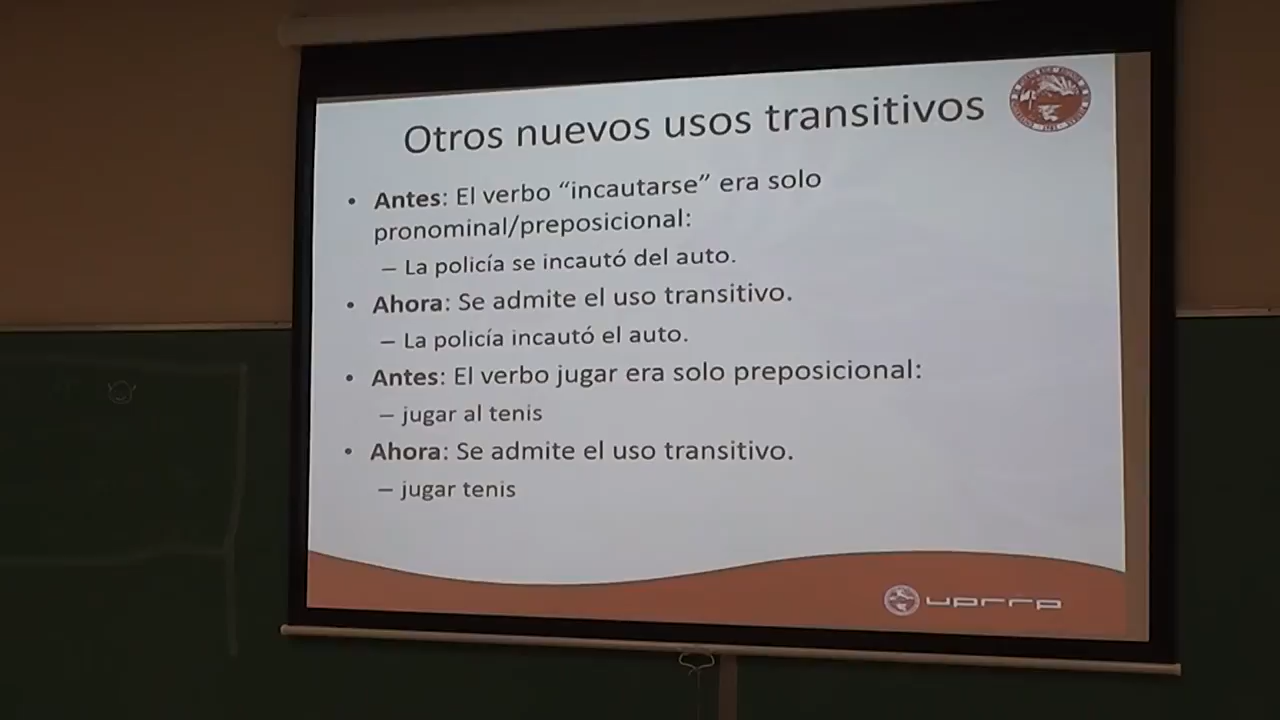 Otros nuevos usos transitivos
• Antes: El verbo “incautarse” era solo
pronominal/preposicional:
– La policía se incautó del auto.
• Ahora: Se admite el uso transitivo.
– La policía incautó el auto.
• Antes: El verbo jugar era solo preposicional:
– jugar al tenis
• Ahora: Se admite el uso transitivo.
– jugar tenis
uprrp